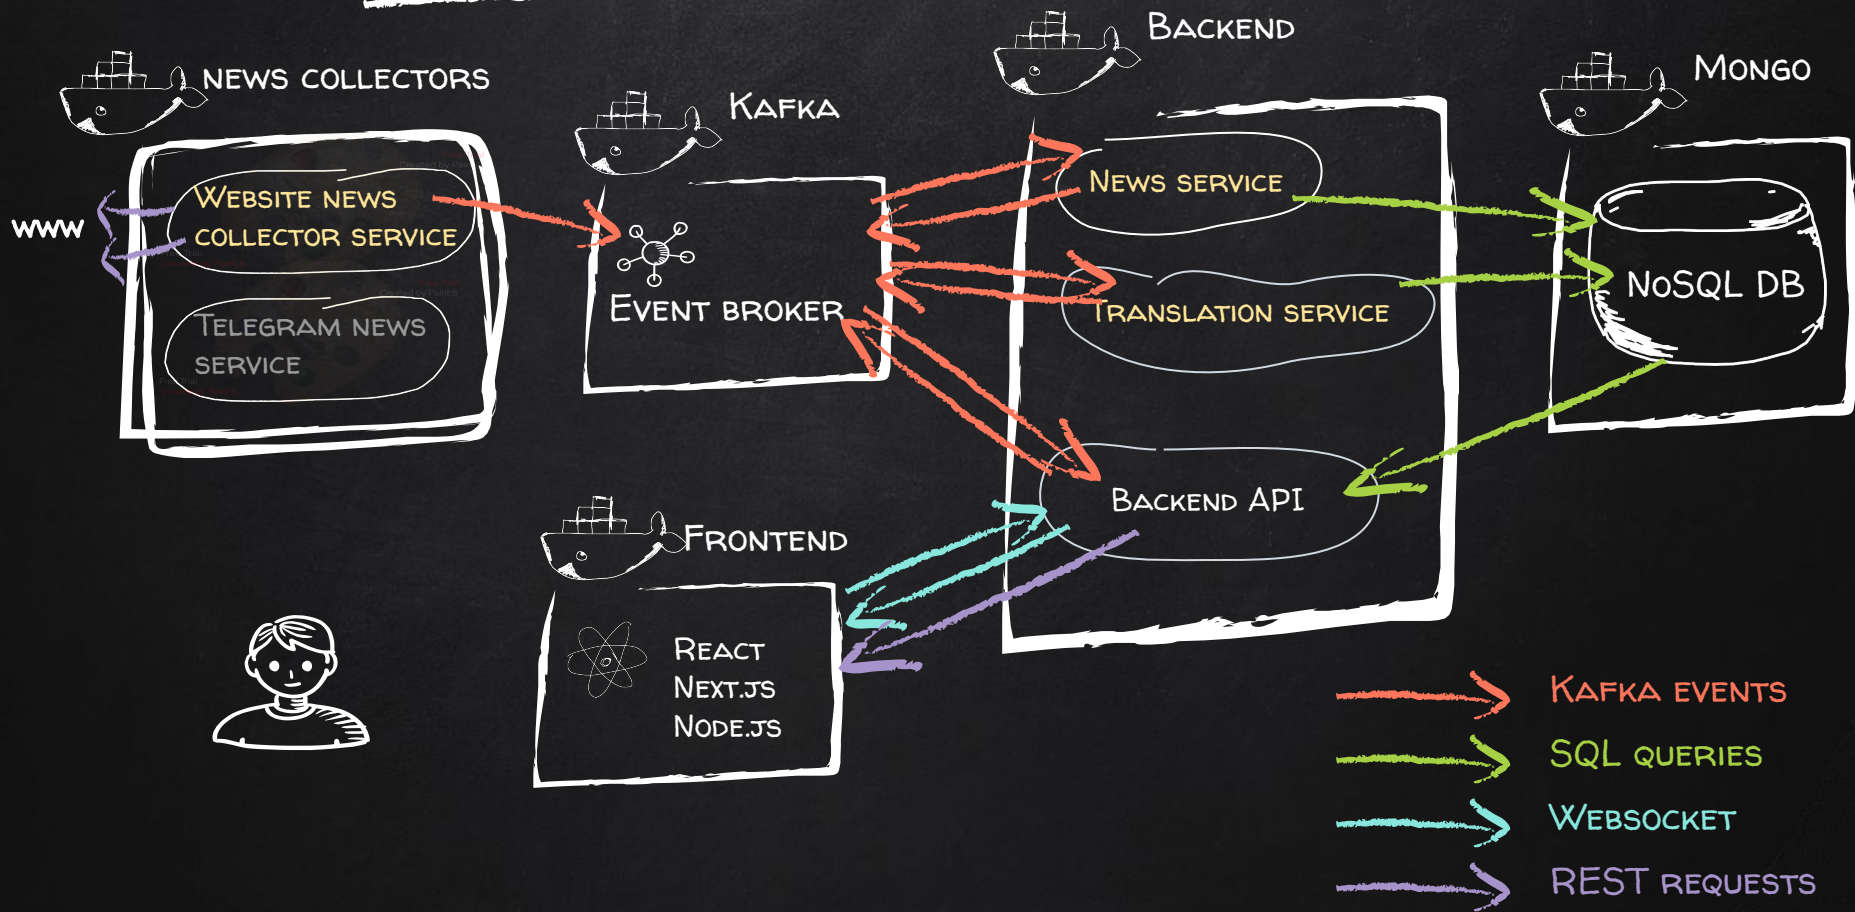 Backend
Mongo
news collectors
Kafka
Website news
collector service
www
News service
NoSQL DB
Event broker
Translation service
Telegram news
service
Backend API
Frontend
React
Next.js
Node.js
Kafka events
SQL queries
Websocket
REST requests